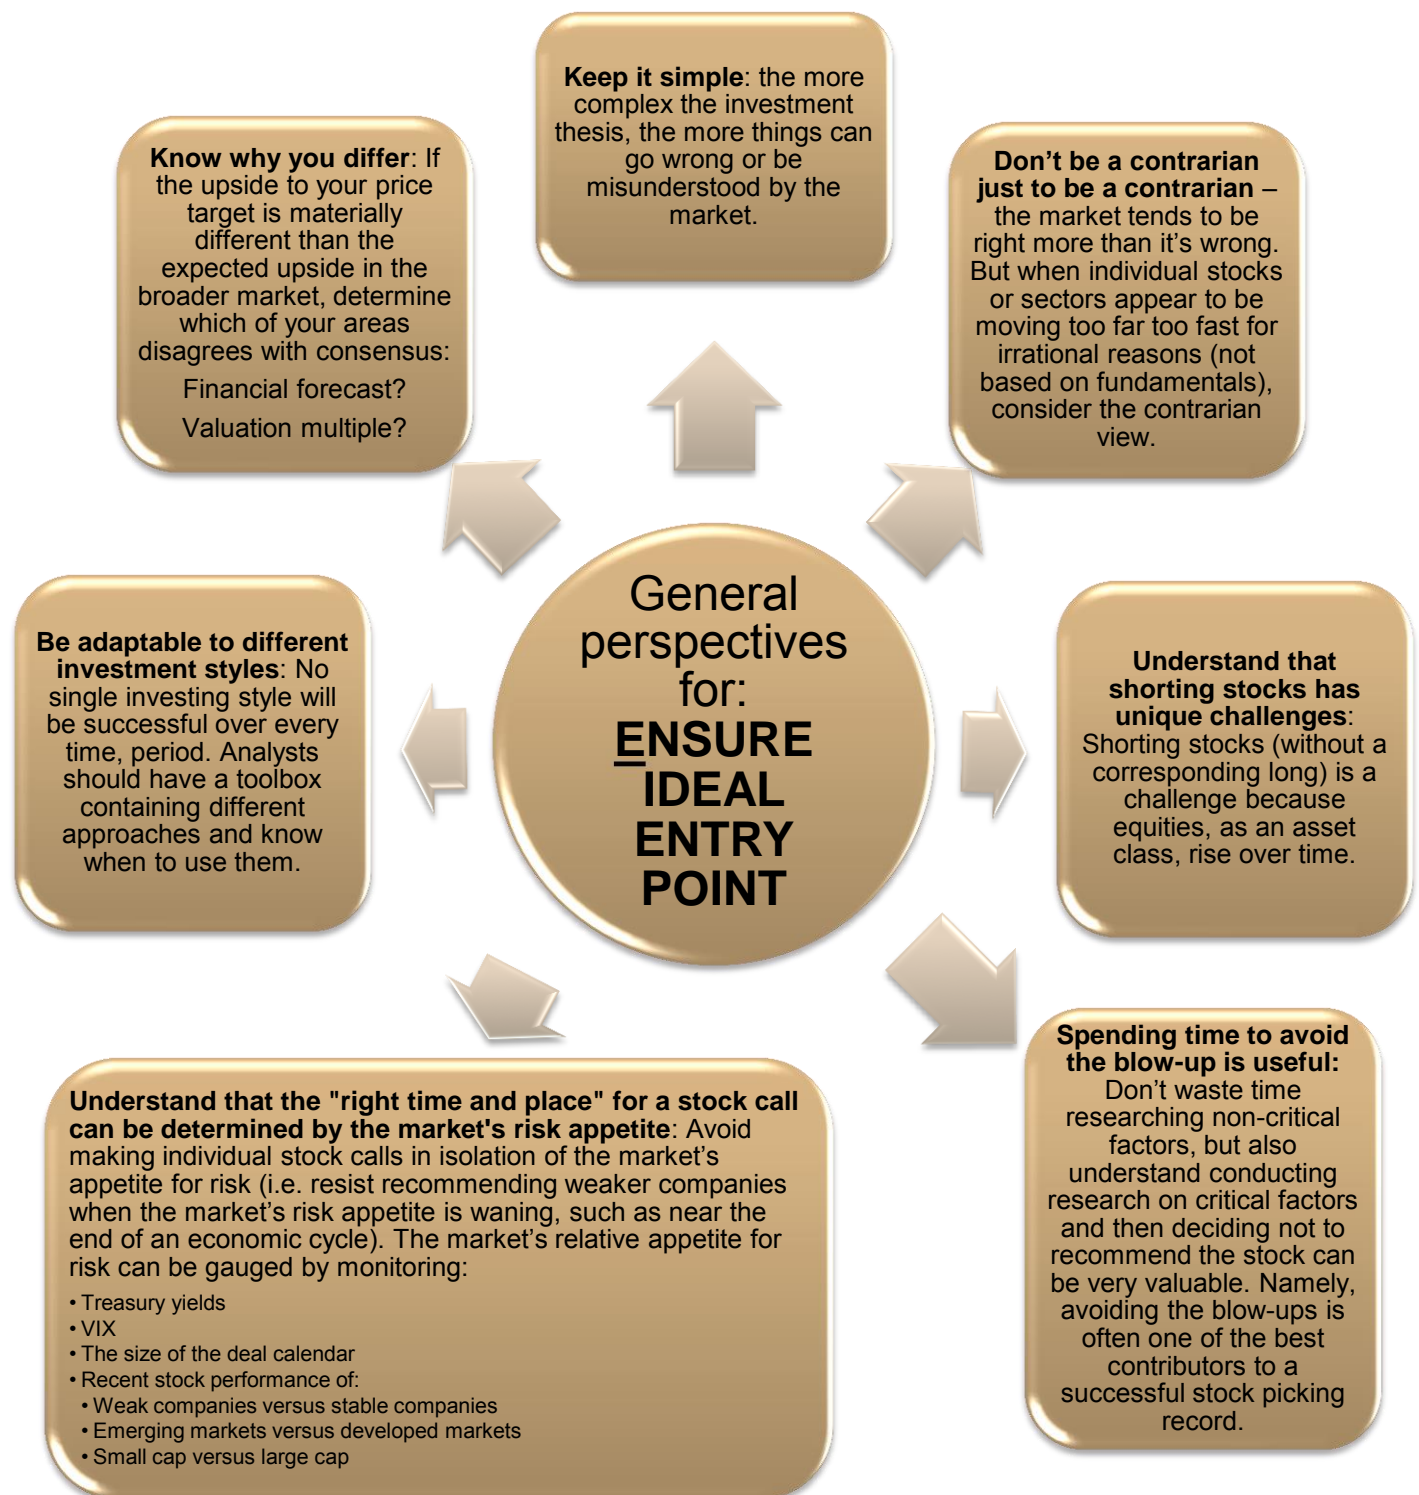 Keep it simple: the more
complex the investment
thesis, the more things can
go wrong or be
misunderstood by the
market.
Know why you differ: If
the upside to your price
target is materially
different than the
expected upside in the
broader market, determine
which of your areas
disagrees with consensus:
Financial forecast?
Valuation multiple?
Don’t be a contrarian
just to be a contrarian –
the market tends to be
right more than it’s wrong.
But when individual stocks
or sectors appear to be
moving too far too fast for
irrational reasons (not
based on fundamentals),
consider the contrarian
view.
General
perspectives
for:
ENSURE
IDEAL
ENTRY
POINT
Be adaptable to different
investment styles: No
single investing style will
be successful over every
time, period. Analysts
should have a toolbox
containing different
approaches and know
when to use them.
Understand that
shorting stocks has
unique challenges:
Shorting stocks (without a
corresponding long) is a
challenge because
equities, as an asset
class, rise over time.
Understand that the "right time and place" for a stock call
can be determined by the market's risk appetite: Avoid
making individual stock calls in isolation of the market’s
appetite for risk (i.e. resist recommending weaker companies
when the market’s risk appetite is waning, such as near the
end of an economic cycle). The market’s relative appetite for
risk can be gauged by monitoring:
• Treasury yields
• VIX
• The size of the deal calendar
• Recent stock performance of:
• Weak companies versus stable companies
• Emerging markets versus developed markets
• Small cap versus large cap
Spending time to avoid
the blow-up is useful:
Don’t waste time
researching non-critical
factors, but also
understand conducting
research on critical factors
and then deciding not to
recommend the stock can
be very valuable. Namely,
avoiding the blow-ups is
often one of the best
contributors to a
successful stock picking
record.